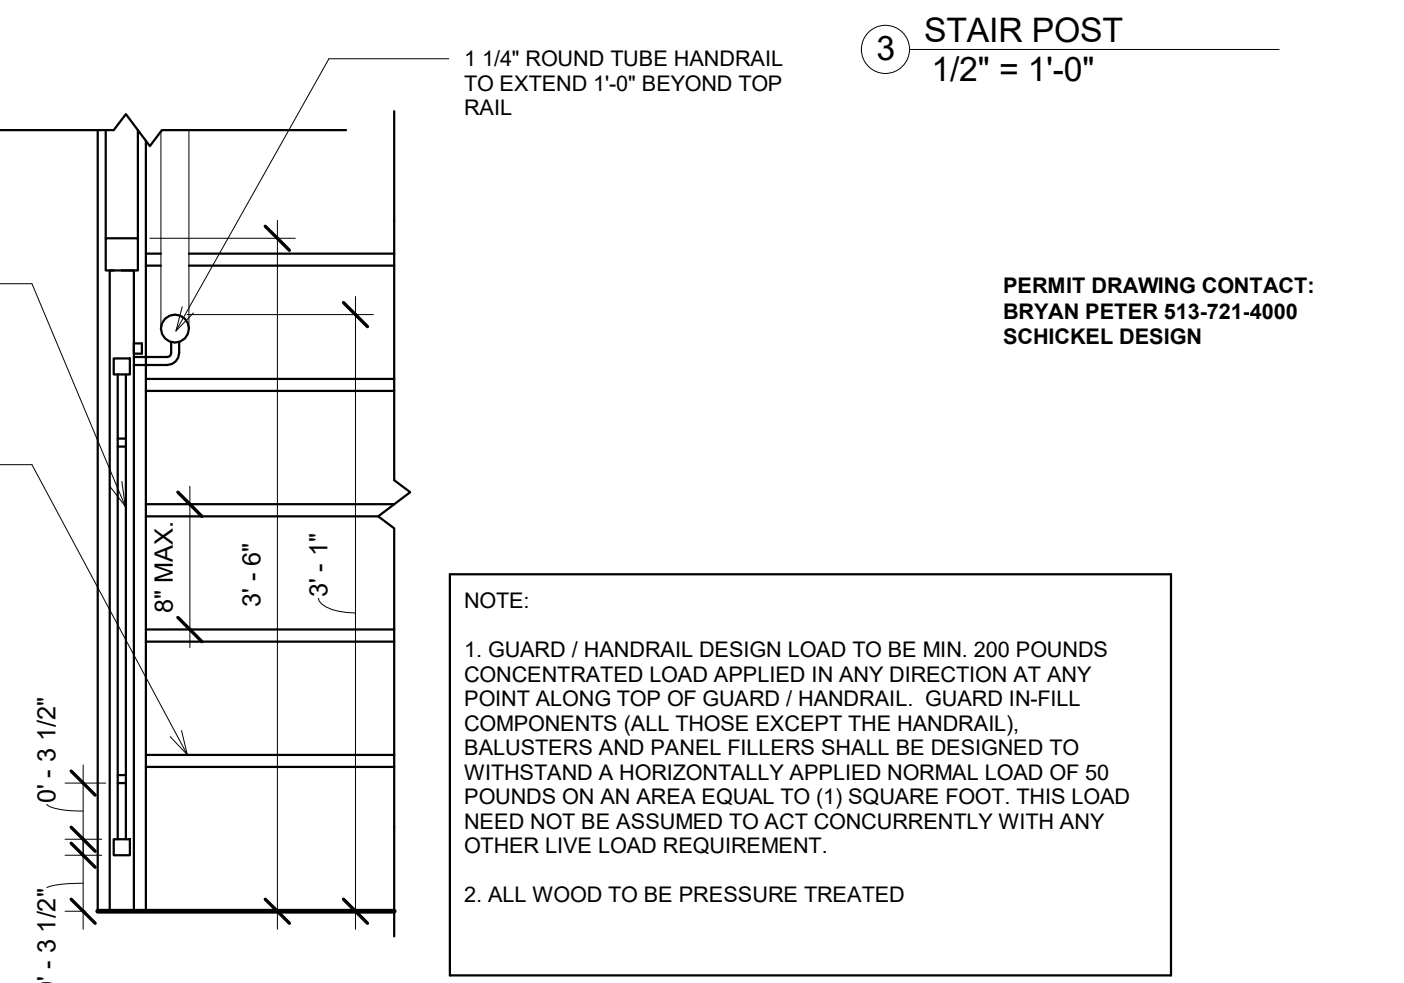 1 1/4" ROUND TUBE HANDRAIL
TO EXTEND 1'-0" BEYOND TOP
RAIL
3
STAIR POST
1/2" = 1'-0"
PERMIT DRAWING CONTACT:
BRYAN PETER 513-721-4000
SCHICKEL DESIGN
8" MAX.
3' - 6"
3' - 1"
0' - 3 1/2"
' - 3 1/2"
NOTE:
1. GUARD / HANDRAIL DESIGN LOAD TO BE MIN. 200 POUNDS
CONCENTRATED LOAD APPLIED IN ANY DIRECTION AT ANY
POINT ALONG TOP OF GUARD / HANDRAIL.  GUARD IN-FILL
COMPONENTS (ALL THOSE EXCEPT THE HANDRAIL),
BALUSTERS AND PANEL FILLERS SHALL BE DESIGNED TO
WITHSTAND A HORIZONTALLY APPLIED NORMAL LOAD OF 50
POUNDS ON AN AREA EQUAL TO (1) SQUARE FOOT. THIS LOAD
NEED NOT BE ASSUMED TO ACT CONCURRENTLY WITH ANY
OTHER LIVE LOAD REQUIREMENT.
2. ALL WOOD TO BE PRESSURE TREATED